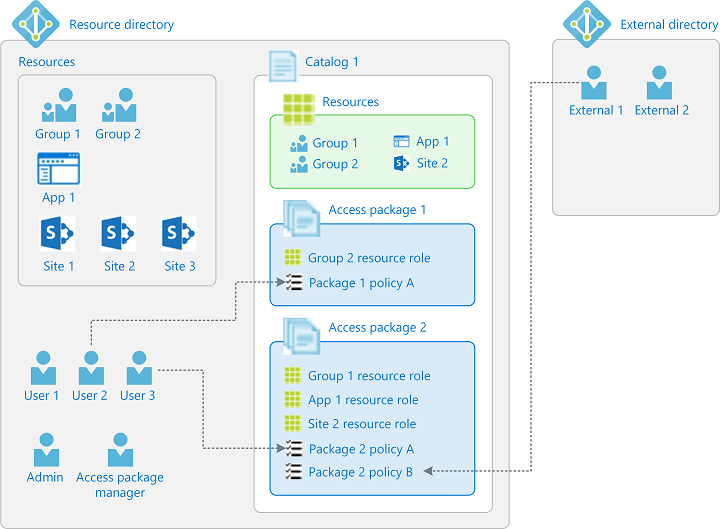 Resource directory
External directory
Resources
Catalog 1
Resources
Group 1
Group 2
App 1
Site 2
Group 1
Group 2
App 1
Site 1
Site 2
Site 3
External 1
External 2
Access package 1
Group 2 resource role
Package 1 policy A
Access package 2
Group 1 resource role
App 1 resource role
Site 2 resource role
Package 2 policy A
Package 2 policy B
User 1
User 2
User 3
Admin
Access package
manager